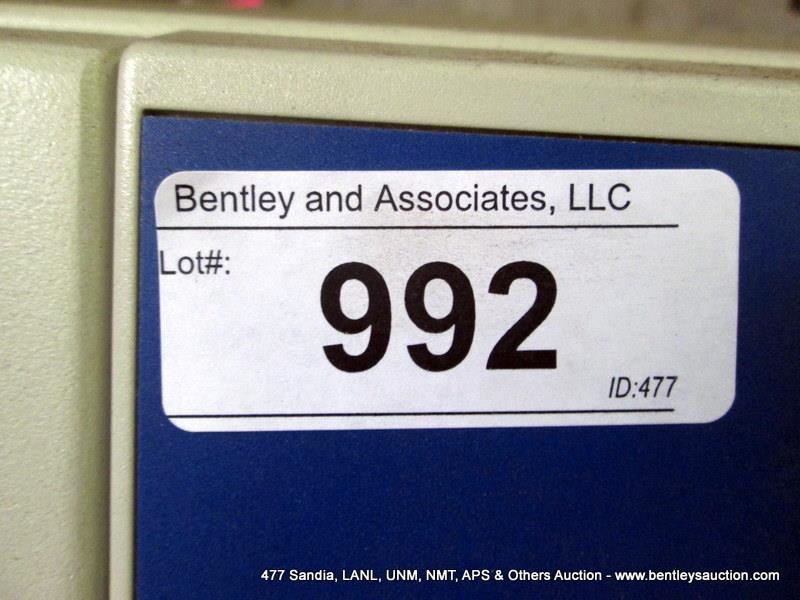 Bentley and Associates, LLC
Lot#:
992
ID:477
477 Sandia, LANL, UNM, NMT, APS & Others Auction - www.bentleysauction.com